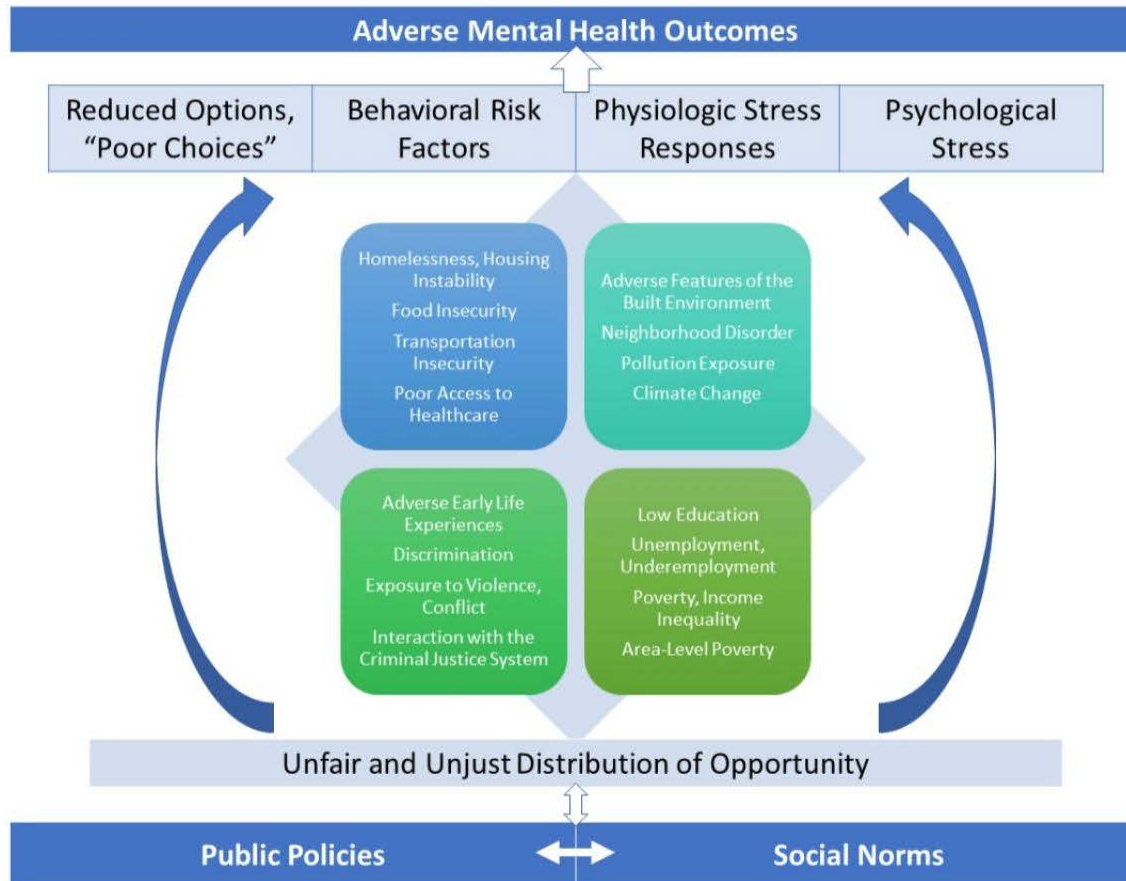 Adverse Mental Health Outcomes
Reduced Options,
“Poor Choices”
Behavioral Risk
Factors
Physiologic Stress
Responses
Psychological
Stress
Homelessness, Housing
Instability
Food Insecurity
Transportation
Insecurity
Poor Access to
Healthcare
Adverse Features of the
Built Environment
Neighborhood Disorder
Pollution Exposure
Climate Change
Adverse Early Life
Experiences
Discrimination
Exposure to Violence,
Conflict
Interaction with the
Criminal Justice System
Low Education
Unemployment,
Underemployment
Poverty, Income
Inequality
Area-Level Poverty
Unfair and Unjust Distribution of Opportunity
Public Policies
Social Norms